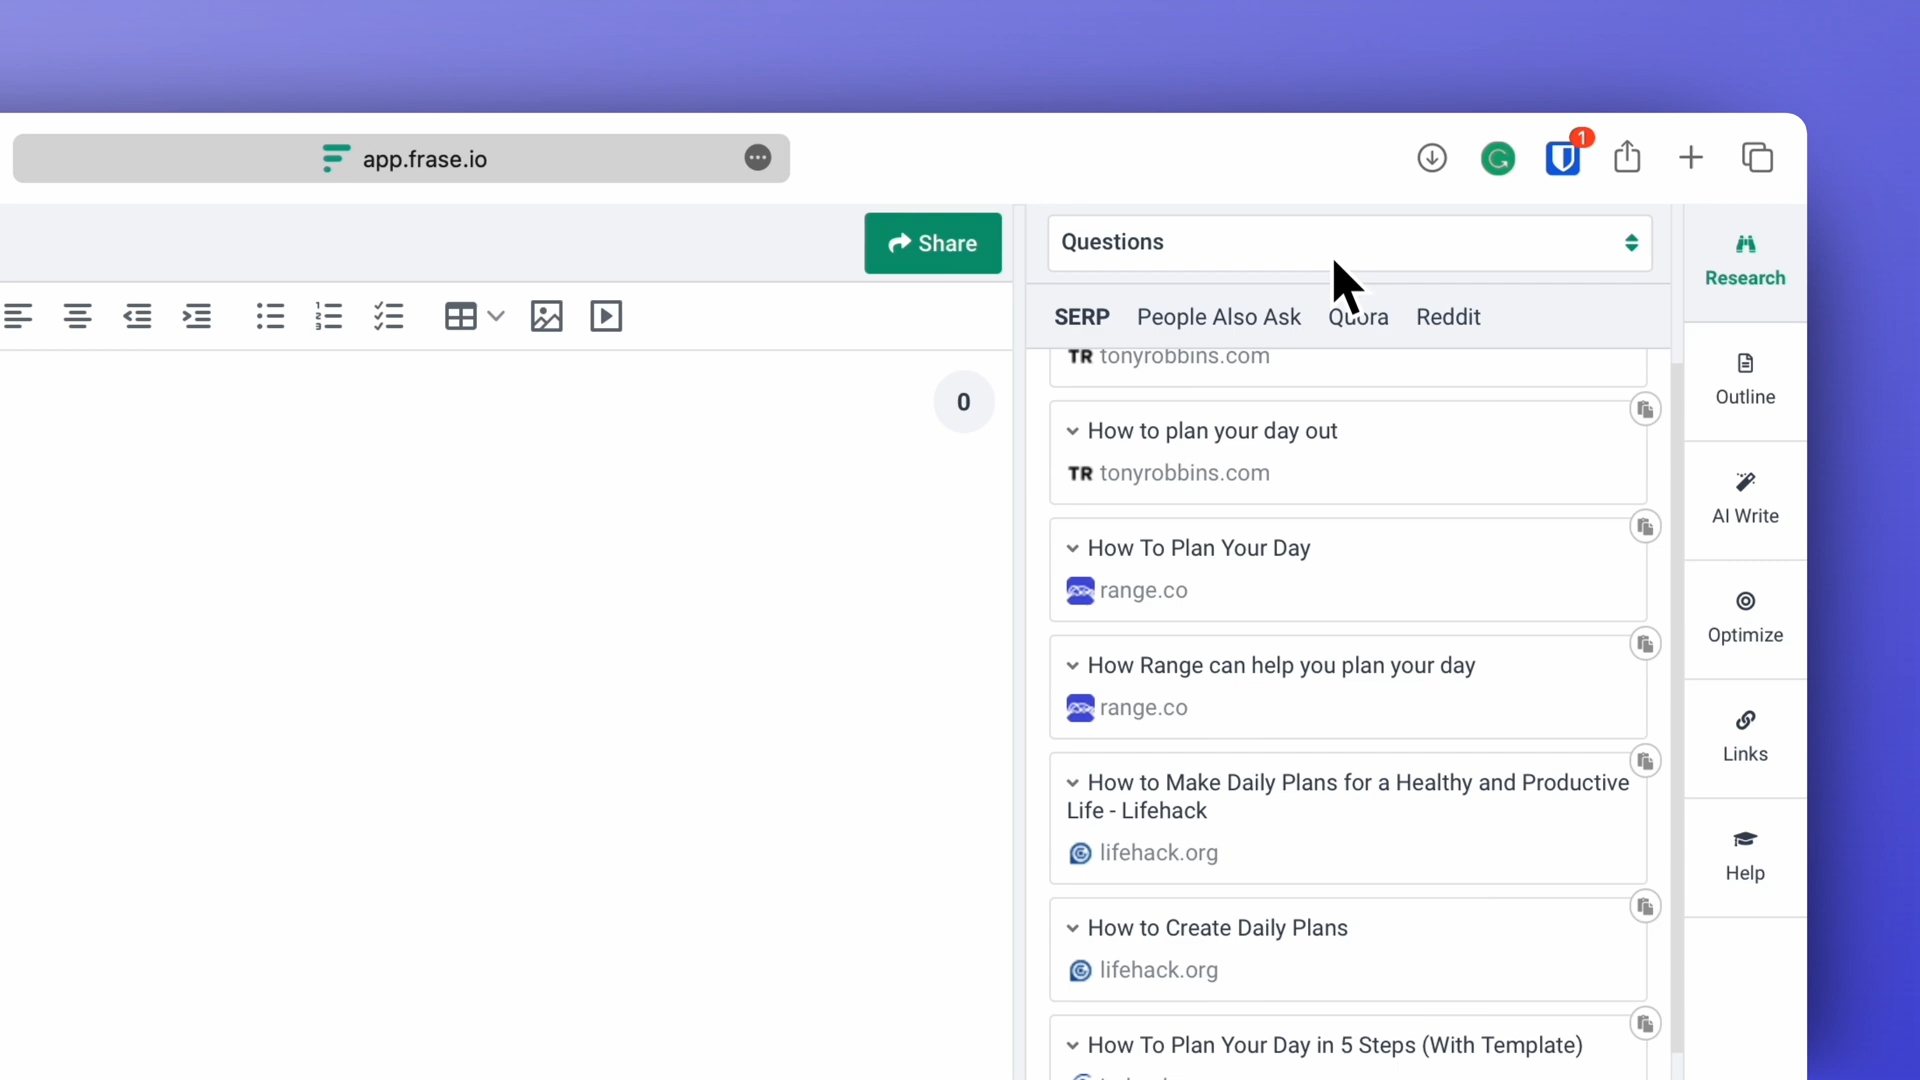 app.frase.io
1
Share
Questions
Research
SERP People Also Ask Quora Reddit
TR tonyrobbins.com
Outline
0
How to plan your day out
TR tonyrobbins.com
AI Write
How To Plan Your Day
range.co
Optimize
How Range can help you plan your day
range.co
Links
How to Make Daily Plans for a Healthy and Productive
Life - Lifehack
lifehack.org
Help
How to Create Daily Plans
lifehack.org
How To Plan Your Day in 5 Steps (With Template)